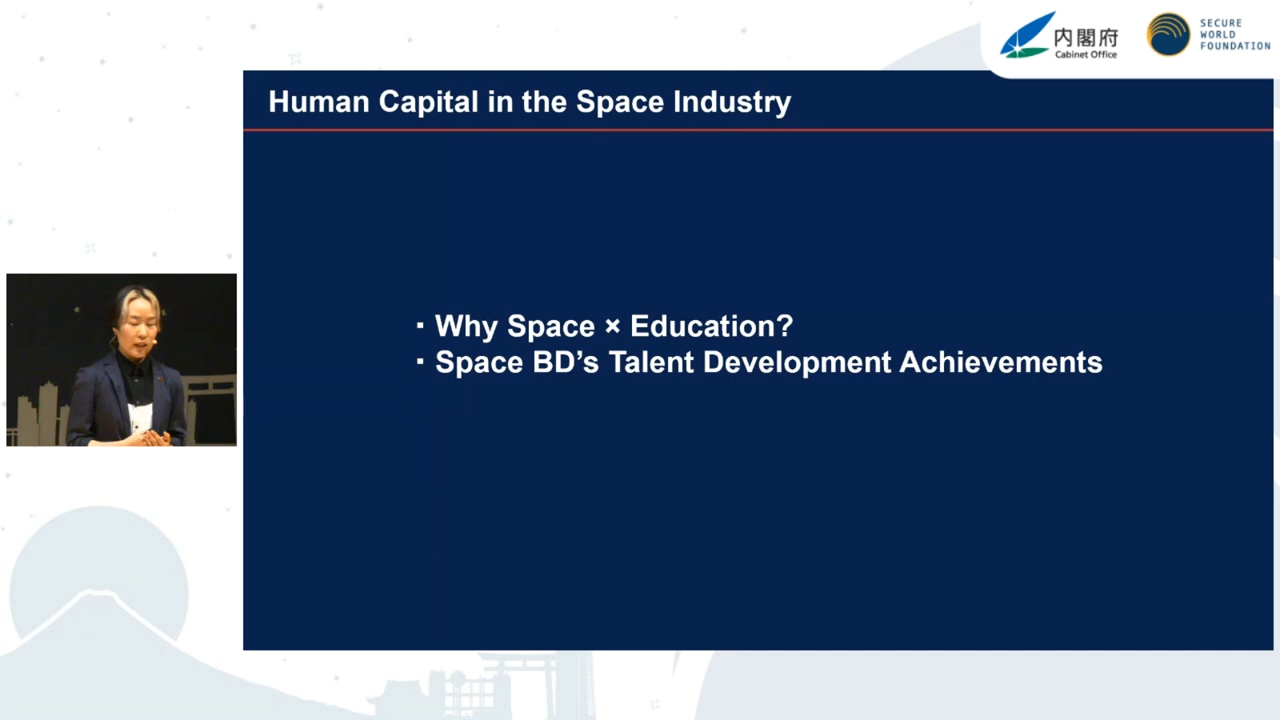 内閣府
Cabinet Office
SECURE
WORLD
FOUNDATION
Human Capital in the Space Industry
▪ Why Space × Education?
▪ Space BD’s Talent Development Achievements